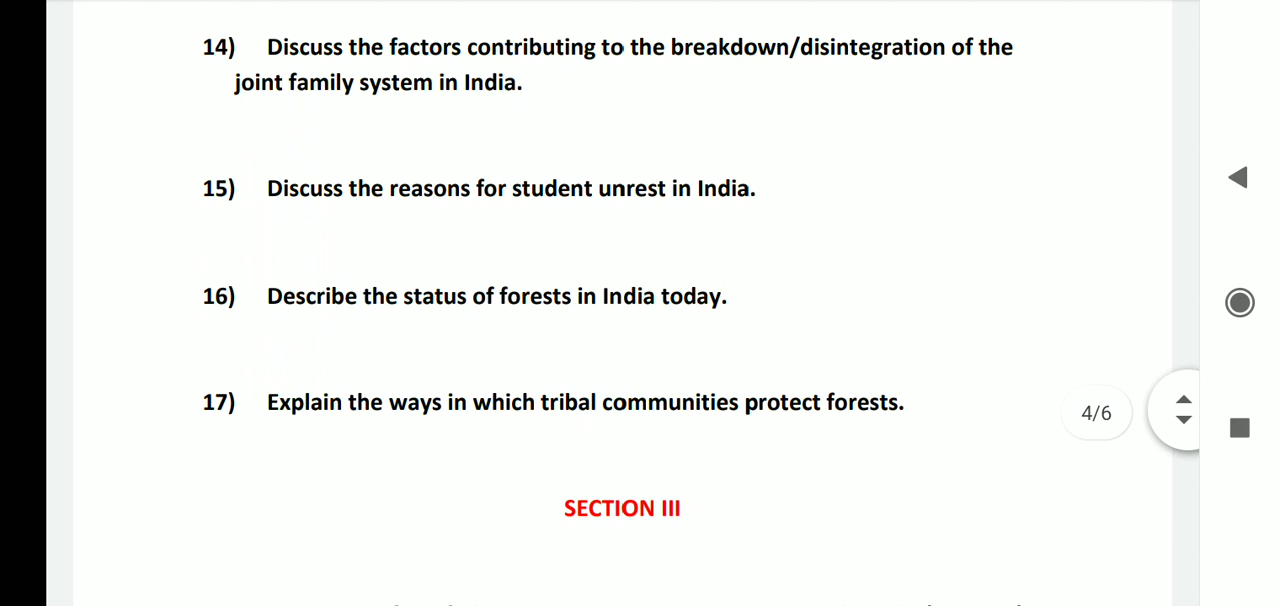 14) Discuss the factors contributing to the breakdown/disintegration of the
joint family system in India.
15) Discuss the reasons for student unrest in India.
16) Describe the status of forests in India today.
17) Explain the ways in which tribal communities protect forests.
4/6
SECTION III